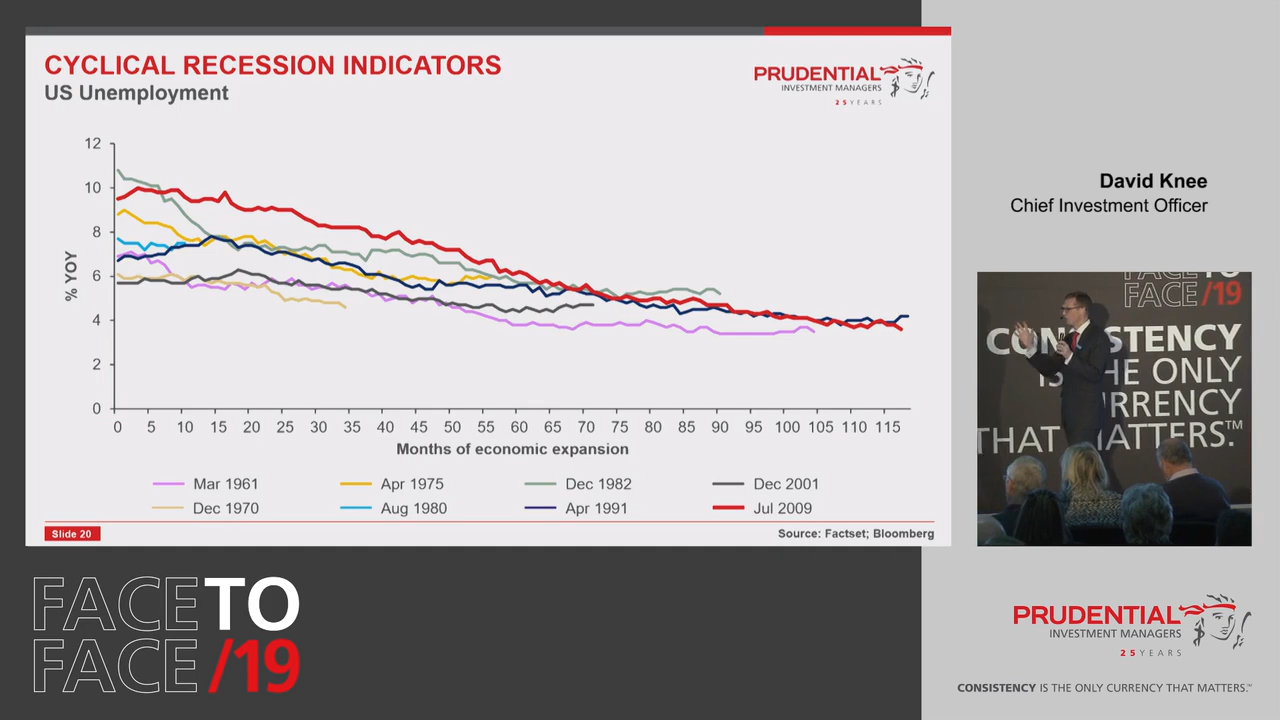 CYCLICAL RECESSION INDICATORS
US Unemployment
PRUDENTIAL
INVESTMENT MANAGERS
25 YEARS
% YOY
12
10
8
6
4
2
0
0 5 10 15 20 25 30 35 40 45 50 55 60 65 70 75 80 85 90 95 100 105 110 115
Months of economic expansion
Mar 1961 Apr 1975 Dec 1982 Dec 2001
Dec 1970 Aug 1980 Apr 1991 Jul 2009
Slide 20
Source: Factset; Bloomberg
David Knee
Chief Investment Officer
FACE TO
FACE /19
CONSISTENCY
IS THE ONLY
CURRENCY
THAT MATTERS.™
FACE TO
FACE /19
PRUDENTIAL
INVESTMENT MANAGERS
25 YEARS
CONSISTENCY IS THE ONLY CURRENCY THAT MATTERS.™